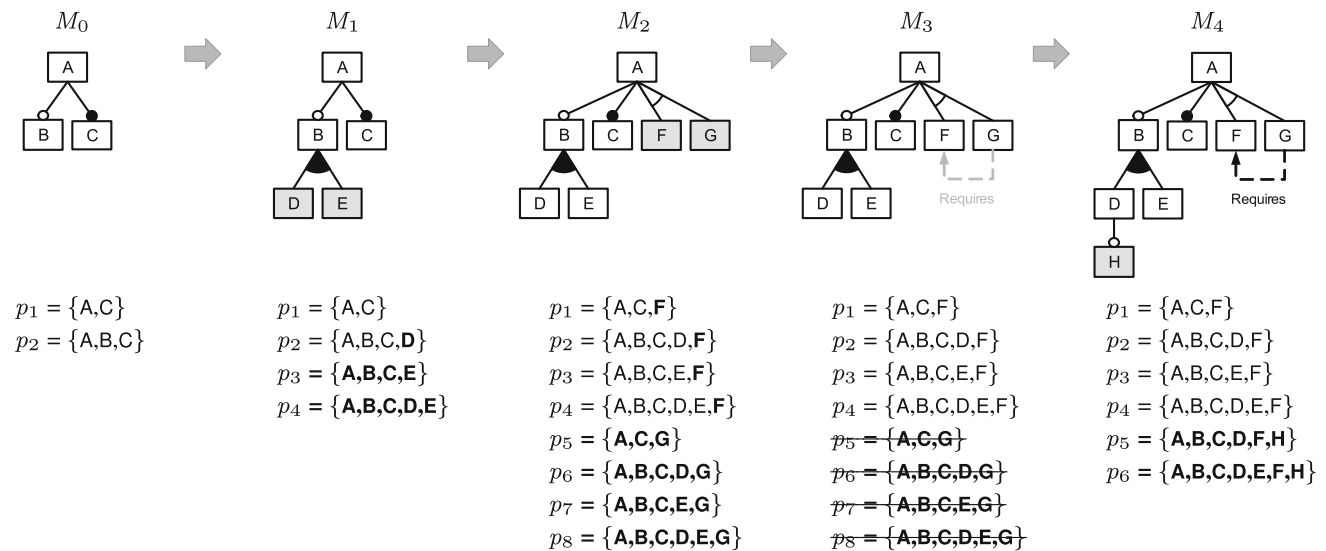 M0 M1 M2 M3 M4
A A A A A
B C B C B C F G B C F G B C F G
D E D E D E Requires D E Requires
H
p1 = {A,C}
p2 = {A,B,C}
p1 = {A,C}
p2 = {A,B,C,D}
p3 = {A,B,C,E}
p4 = {A,B,C,D,E}
p1 = {A,C,F}
p2 = {A,B,C,D,F}
p3 = {A,B,C,E,F}
p4 = {A,B,C,D,E,F}
p5 = {A,C,G}
p6 = {A,B,C,D,G}
p7 = {A,B,C,E,G}
p8 = {A,B,C,D,E,G}
p1 = {A,C,F}
p2 = {A,B,C,D,F}
p3 = {A,B,C,E,F}
p4 = {A,B,C,D,E,F}
p5 = {A,C,G}
p6 = {A,B,C,D,G}
p7 = {A,B,C,E,G}
p8 = {A,B,C,D,E,G}
p1 = {A,C,F}
p2 = {A,B,C,D,F}
p3 = {A,B,C,E,F}
p4 = {A,B,C,D,E,F}
p5 = {A,B,C,D,F,H}
p6 = {A,B,C,D,E,F,H}